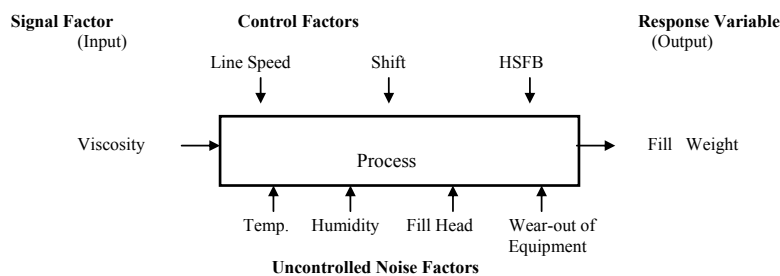 Signal Factor Control Factors Response Variable
(Input) (Output)
Line Speed Shift HSFB
Viscosity Process Fill Weight
Temp. Humidity Fill Head Wear-out of
Equipment
Uncontrolled Noise Factors